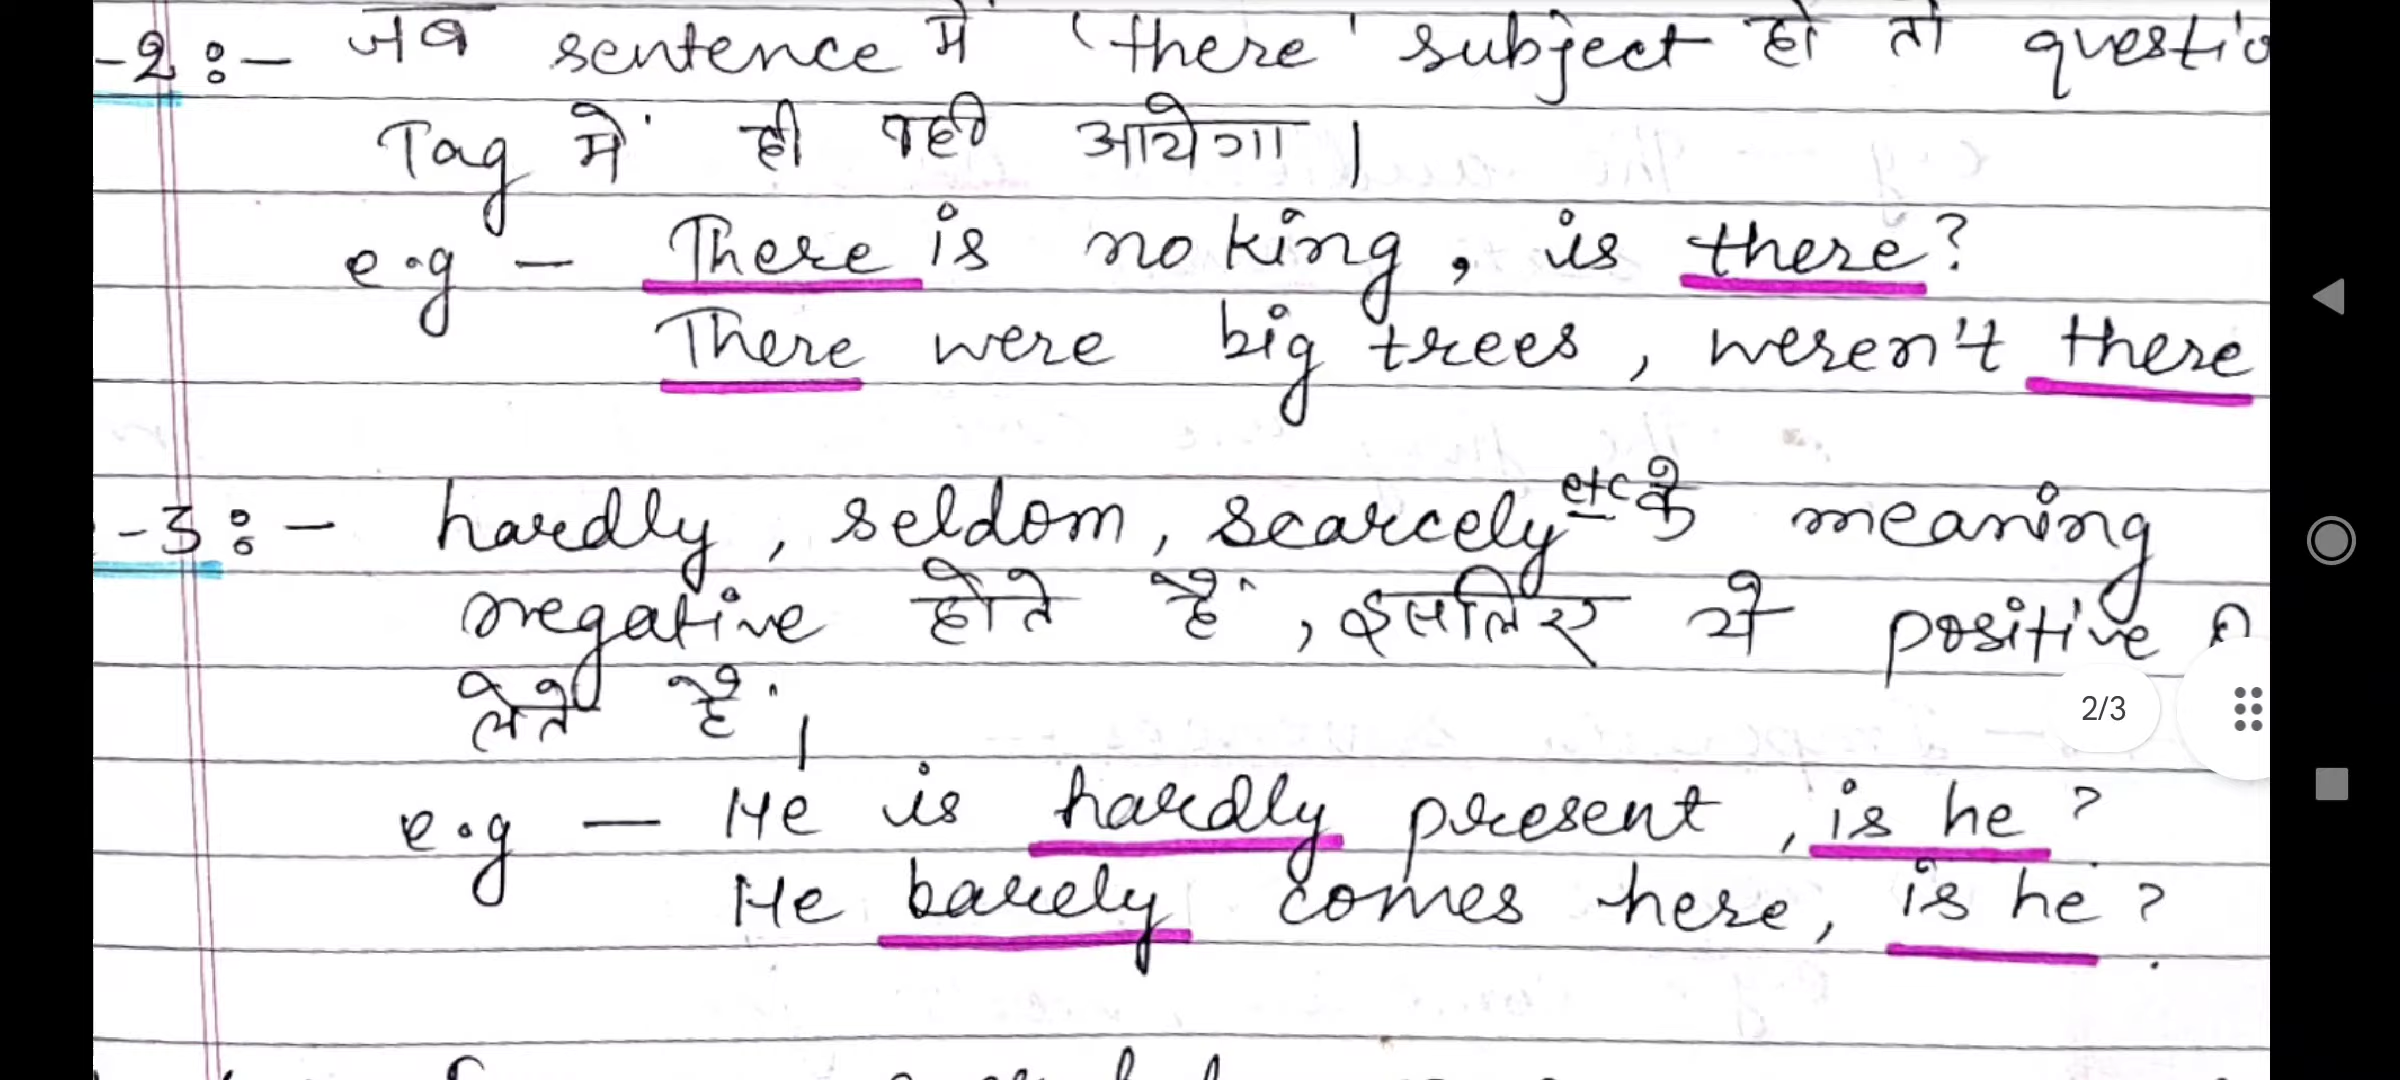 -2 :- जब sentence में 'there' subject हो तो questio
Tag में ही वही आयेगा |
e.g - There is no king, is there?
There were big trees, weren't there
-3 :- hardly, seldom, scarcely etc के meaning
negative होते हैं, इसलिए ये positive
लेते हैं |
e.g - He is hardly present, is he?
He barely comes here, is he?
2/3